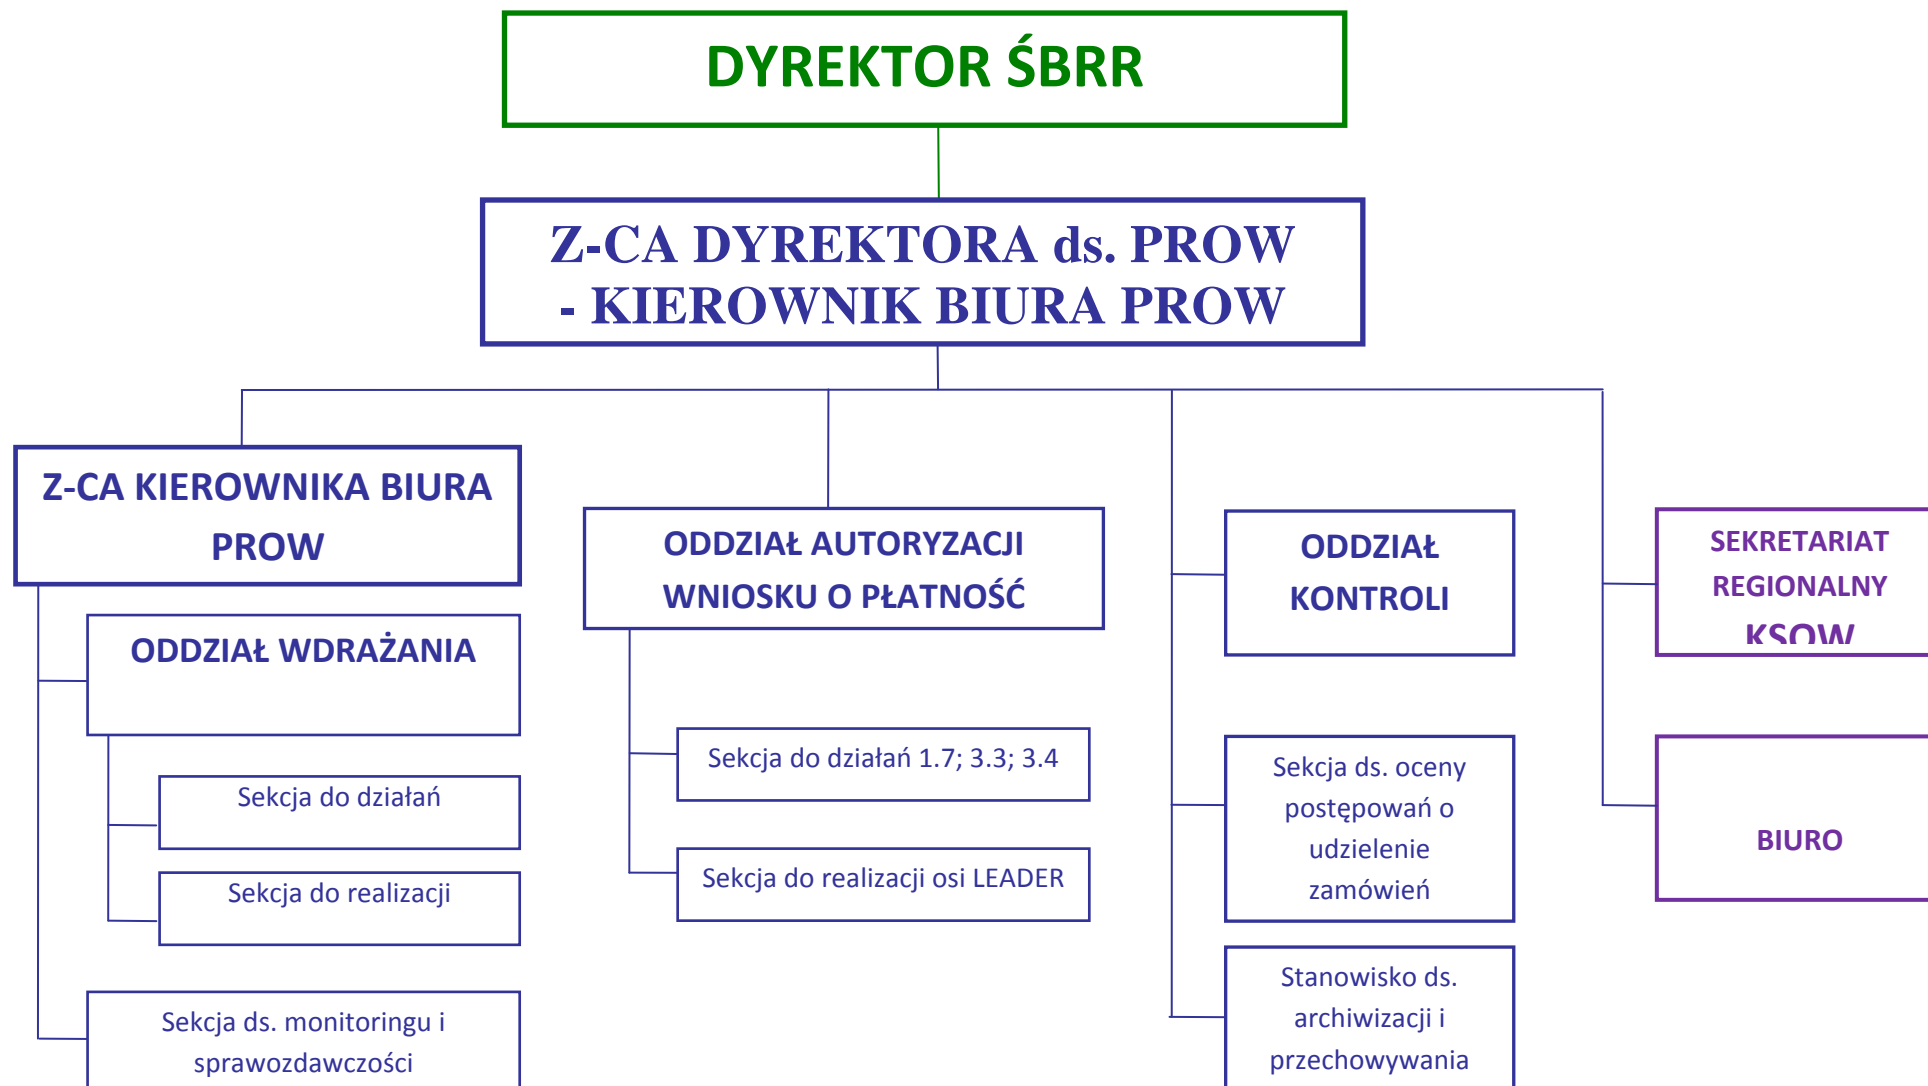 DYREKTOR ŚBRR
Z-CA DYREKTORA ds. PROW
- KIEROWNIK BIURA PROW
Z-CA KIEROWNIKA BIURA
PROW
ODDZIAŁ WDRAŻANIA
Sekcja do działań
Sekcja do realizacji
Sekcja ds. monitoringu i
sprawozdawczości
ODDZIAŁ AUTORYZACJI
WNIOSKU O PŁATNOŚĆ
Sekcja do działań 1.7; 3.3; 3.4
Sekcja do realizacji osi LEADER
ODDZIAŁ
KONTROLI
Sekcja ds. oceny
postępowań o
udzielenie
zamówień
Stanowisko ds.
archiwizacji i
przechowywania
SEKRETARIAT
REGIONALNY
KSOW
BIURO